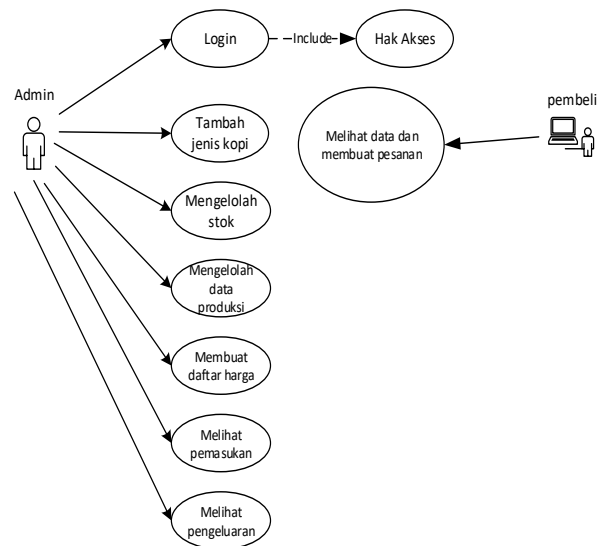 Login
Include
Hak Akses
Admin
pembeli
Tambah
jenis kopi
Melihat data dan
membuat pesanan
Mengelolah
stok
Mengelolah
data
produksi
Membuat
daftar harga
Melihat
pemasukan
Melihat
pengeluaran